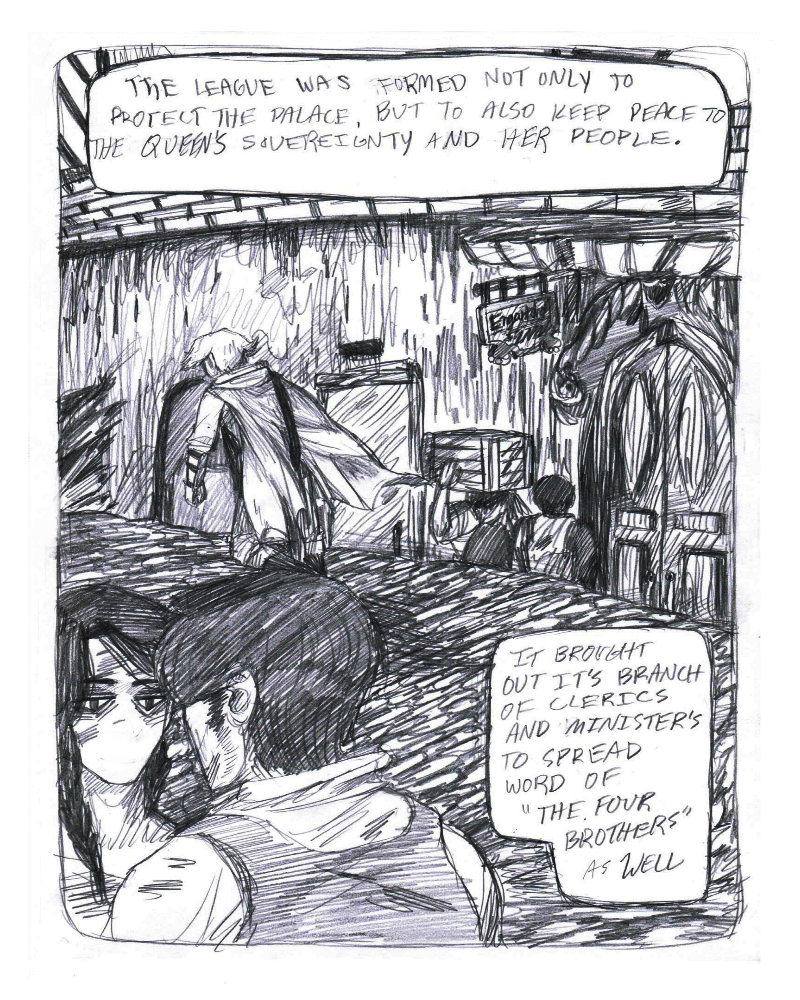 THE LEAGUE WAS FORMED NOT ONLY TO
PROTECT THE PALACE, BUT TO ALSO KEEP PEACE TO
THE QUEEN'S SOVEREIGNTY AND HER PEOPLE.
IT BROUGHT
OUT IT'S BRANCH
OF CLERICS
AND MINISTER'S
TO SPREAD
WORD OF
"THE FOUR
BROTHERS"
AS WELL